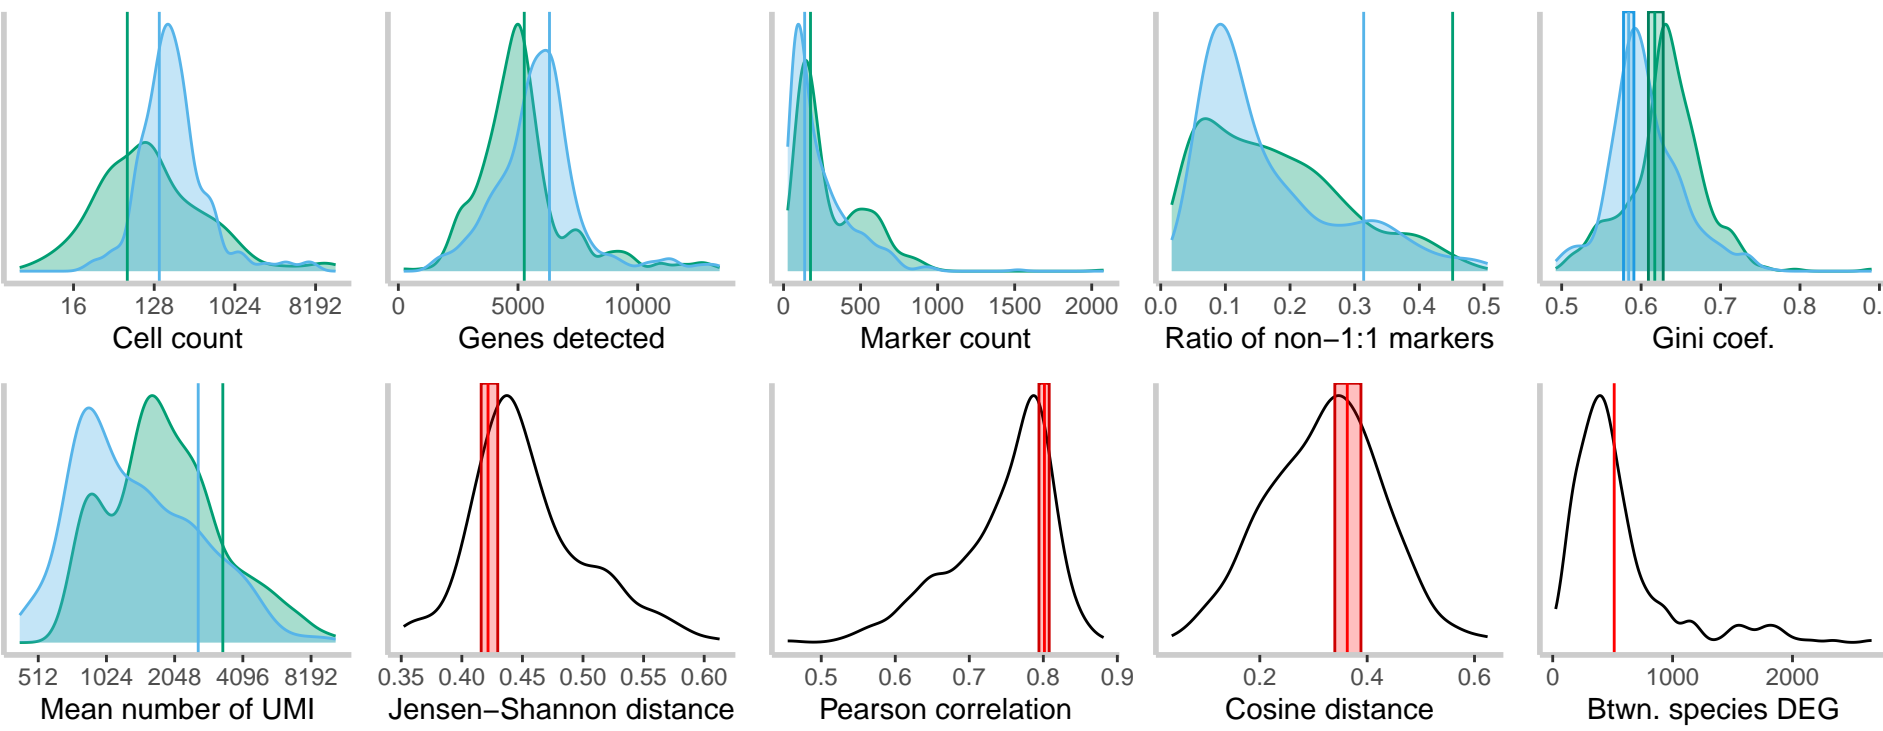 16 128 1024 8192
Cell count
0 5000 10000
Genes detected
0 500 1000 1500 2000
Marker count
0.0 0.1 0.2 0.3 0.4 0.5
Ratio of non−1:1 markers
0.5 0.6 0.7 0.8 0.
Gini coef.
512 1024 2048 4096 8192
Mean number of UMI
0.35 0.40 0.45 0.50 0.55 0.60
Jensen−Shannon distance
0.5 0.6 0.7 0.8 0.9
Pearson correlation
0.2 0.4 0.6
Cosine distance
0 1000 2000
Btwn. species DEG